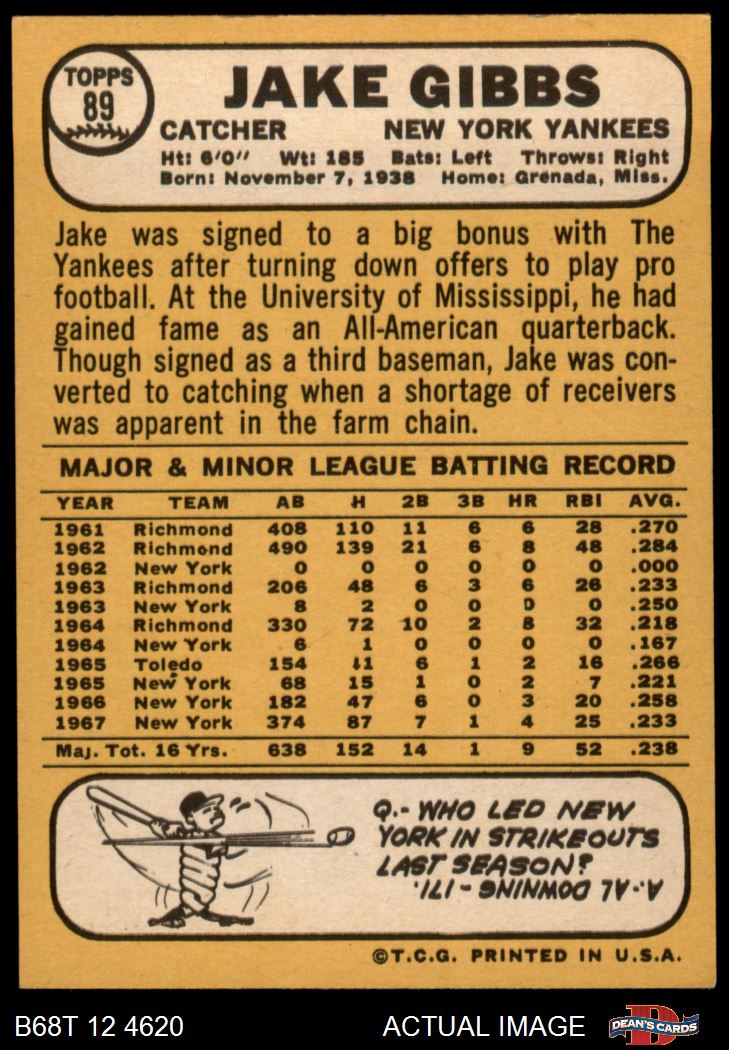 TOPPS
89
JAKE GIBBS
CATCHER NEW YORK YANKEES
Ht: 6'0" Wt: 185 Bats: Left Throws: Right
Born: November 7, 1938 Home: Grenada, Miss.
Jake was signed to a big bonus with The
Yankees after turning down offers to play pro
football. At the University of Mississippi, he had
gained fame as an All-American quarterback.
Though signed as a third baseman, Jake was con-
verted to catching when a shortage of receivers
was apparent in the farm chain.
MAJOR & MINOR LEAGUE BATTING RECORD
YEAR TEAM AB H 2B 3B HR RBI AVG.
1961 Richmond 408 110 11 6 6 28 .270
1962 Richmond 490 139 21 6 8 48 .284
1962 New York 0 0 0 0 0 0 .000
1963 Richmond 206 48 6 3 6 26 .233
1963 New York 8 2 0 0 0 0 .250
1964 Richmond 330 72 10 2 8 32 .218
1964 New York 6 1 0 0 0 0 .167
1965 Toledo 154 41 6 1 2 16 .266
1965 New York 68 15 1 0 2 7 .221
1966 New York 182 47 6 0 3 20 .258
1967 New York 374 87 7 1 4 25 .233
Maj. Tot. 16 Yrs. 638 152 14 1 9 52 .238
Q.- WHO LED NEW
YORK IN STRIKEOUTS
LAST SEASON?
A.- AL DOWNING - 171.
©T.C.G. PRINTED IN U.S.A.
B68T 12 4620 ACTUAL IMAGE DEAN'S CARDS